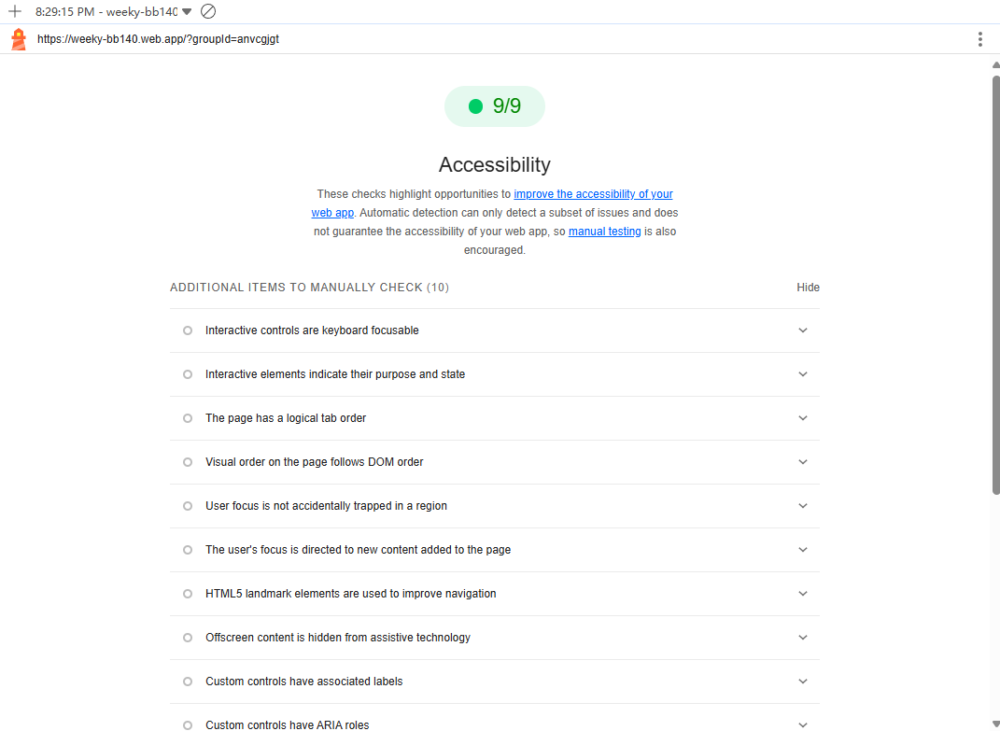 8:29:15 PM - weeky-bb140
https://weeky-bb140.web.app/?groupId=anvcgjgt
9/9
Accessibility
These checks highlight opportunities to improve the accessibility of your
web app. Automatic detection can only detect a subset of issues and does
not guarantee the accessibility of your web app, so manual testing is also
encouraged.
ADDITIONAL ITEMS TO MANUALLY CHECK (10) Hide
Interactive controls are keyboard focusable
Interactive elements indicate their purpose and state
The page has a logical tab order
Visual order on the page follows DOM order
User focus is not accidentally trapped in a region
The user's focus is directed to new content added to the page
HTML5 landmark elements are used to improve navigation
Offscreen content is hidden from assistive technology
Custom controls have associated labels
Custom controls have ARIA roles